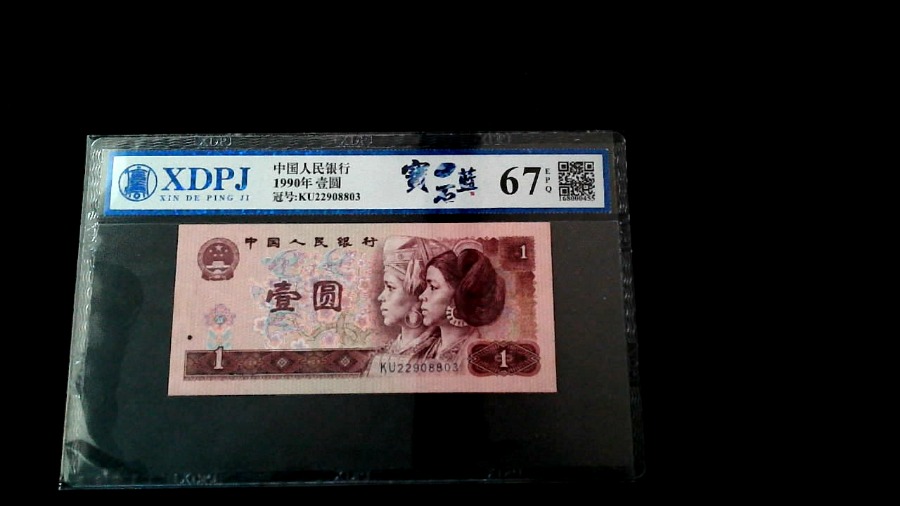 XDPJ
XIN DE PING JI
中国人民银行
1990年 壹圆
冠号:KU22908803
67
EPQ
68000455
中国人民银行
1
壹圆
1
KU22908803
1